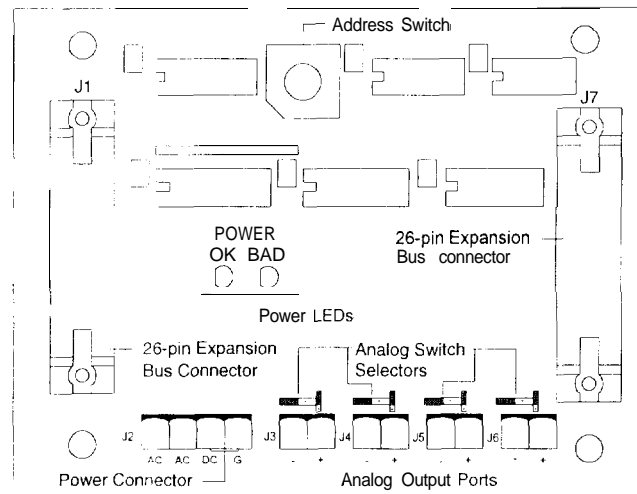 Address Switch
J1
J7
POWER
OK BAD
26-pin Expansion
Bus connector
Power LEDs
26-pin Expansion
Bus Connector
Analog Switch
Selectors
J2
J3
J4
J5
J6
AC AC DC G
- + - + - + - +
Power Connector
Analog Output Ports